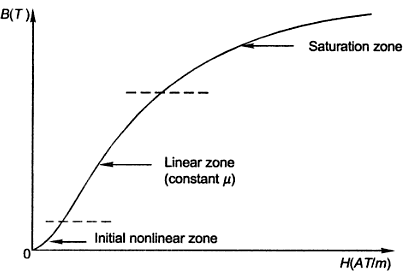 B(T)
Saturation zone
Linear zone
(constant μ)
Initial nonlinear zone
0
H(AT/m)